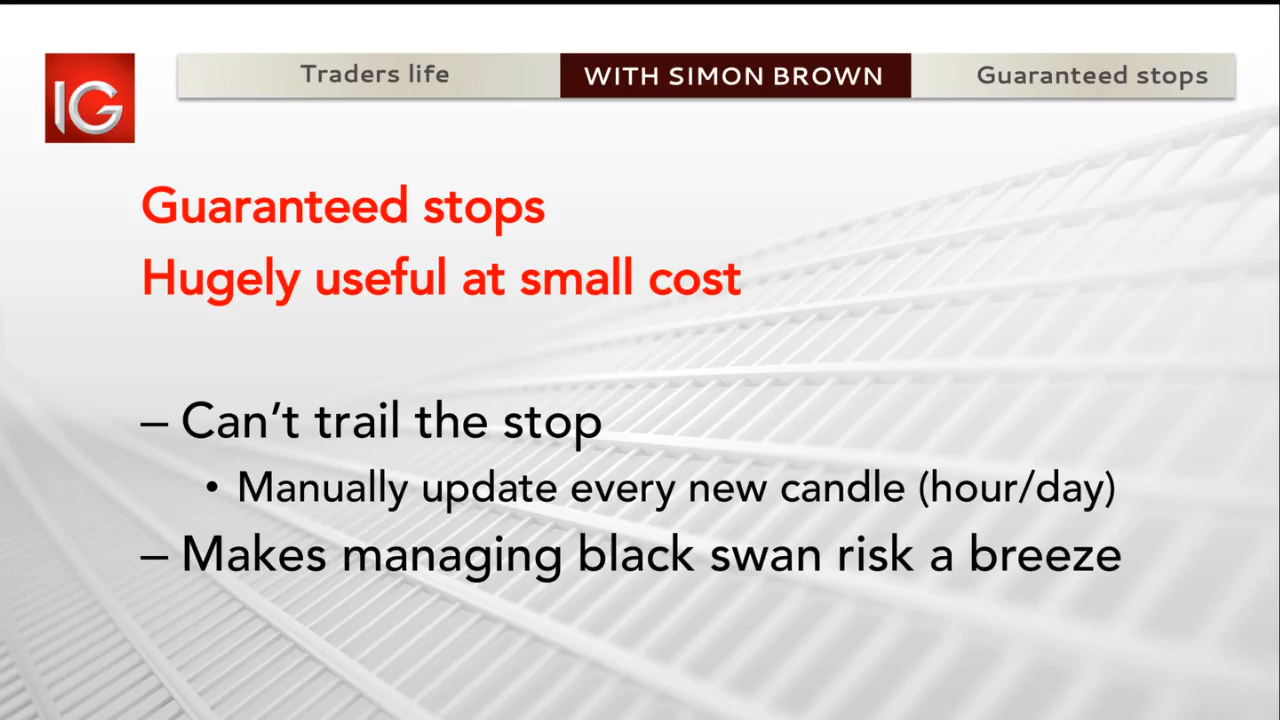 IG
Traders life
WITH SIMON BROWN
Guaranteed stops
Guaranteed stops
Hugely useful at small cost
– Can’t trail the stop
• Manually update every new candle (hour/day)
– Makes managing black swan risk a breeze